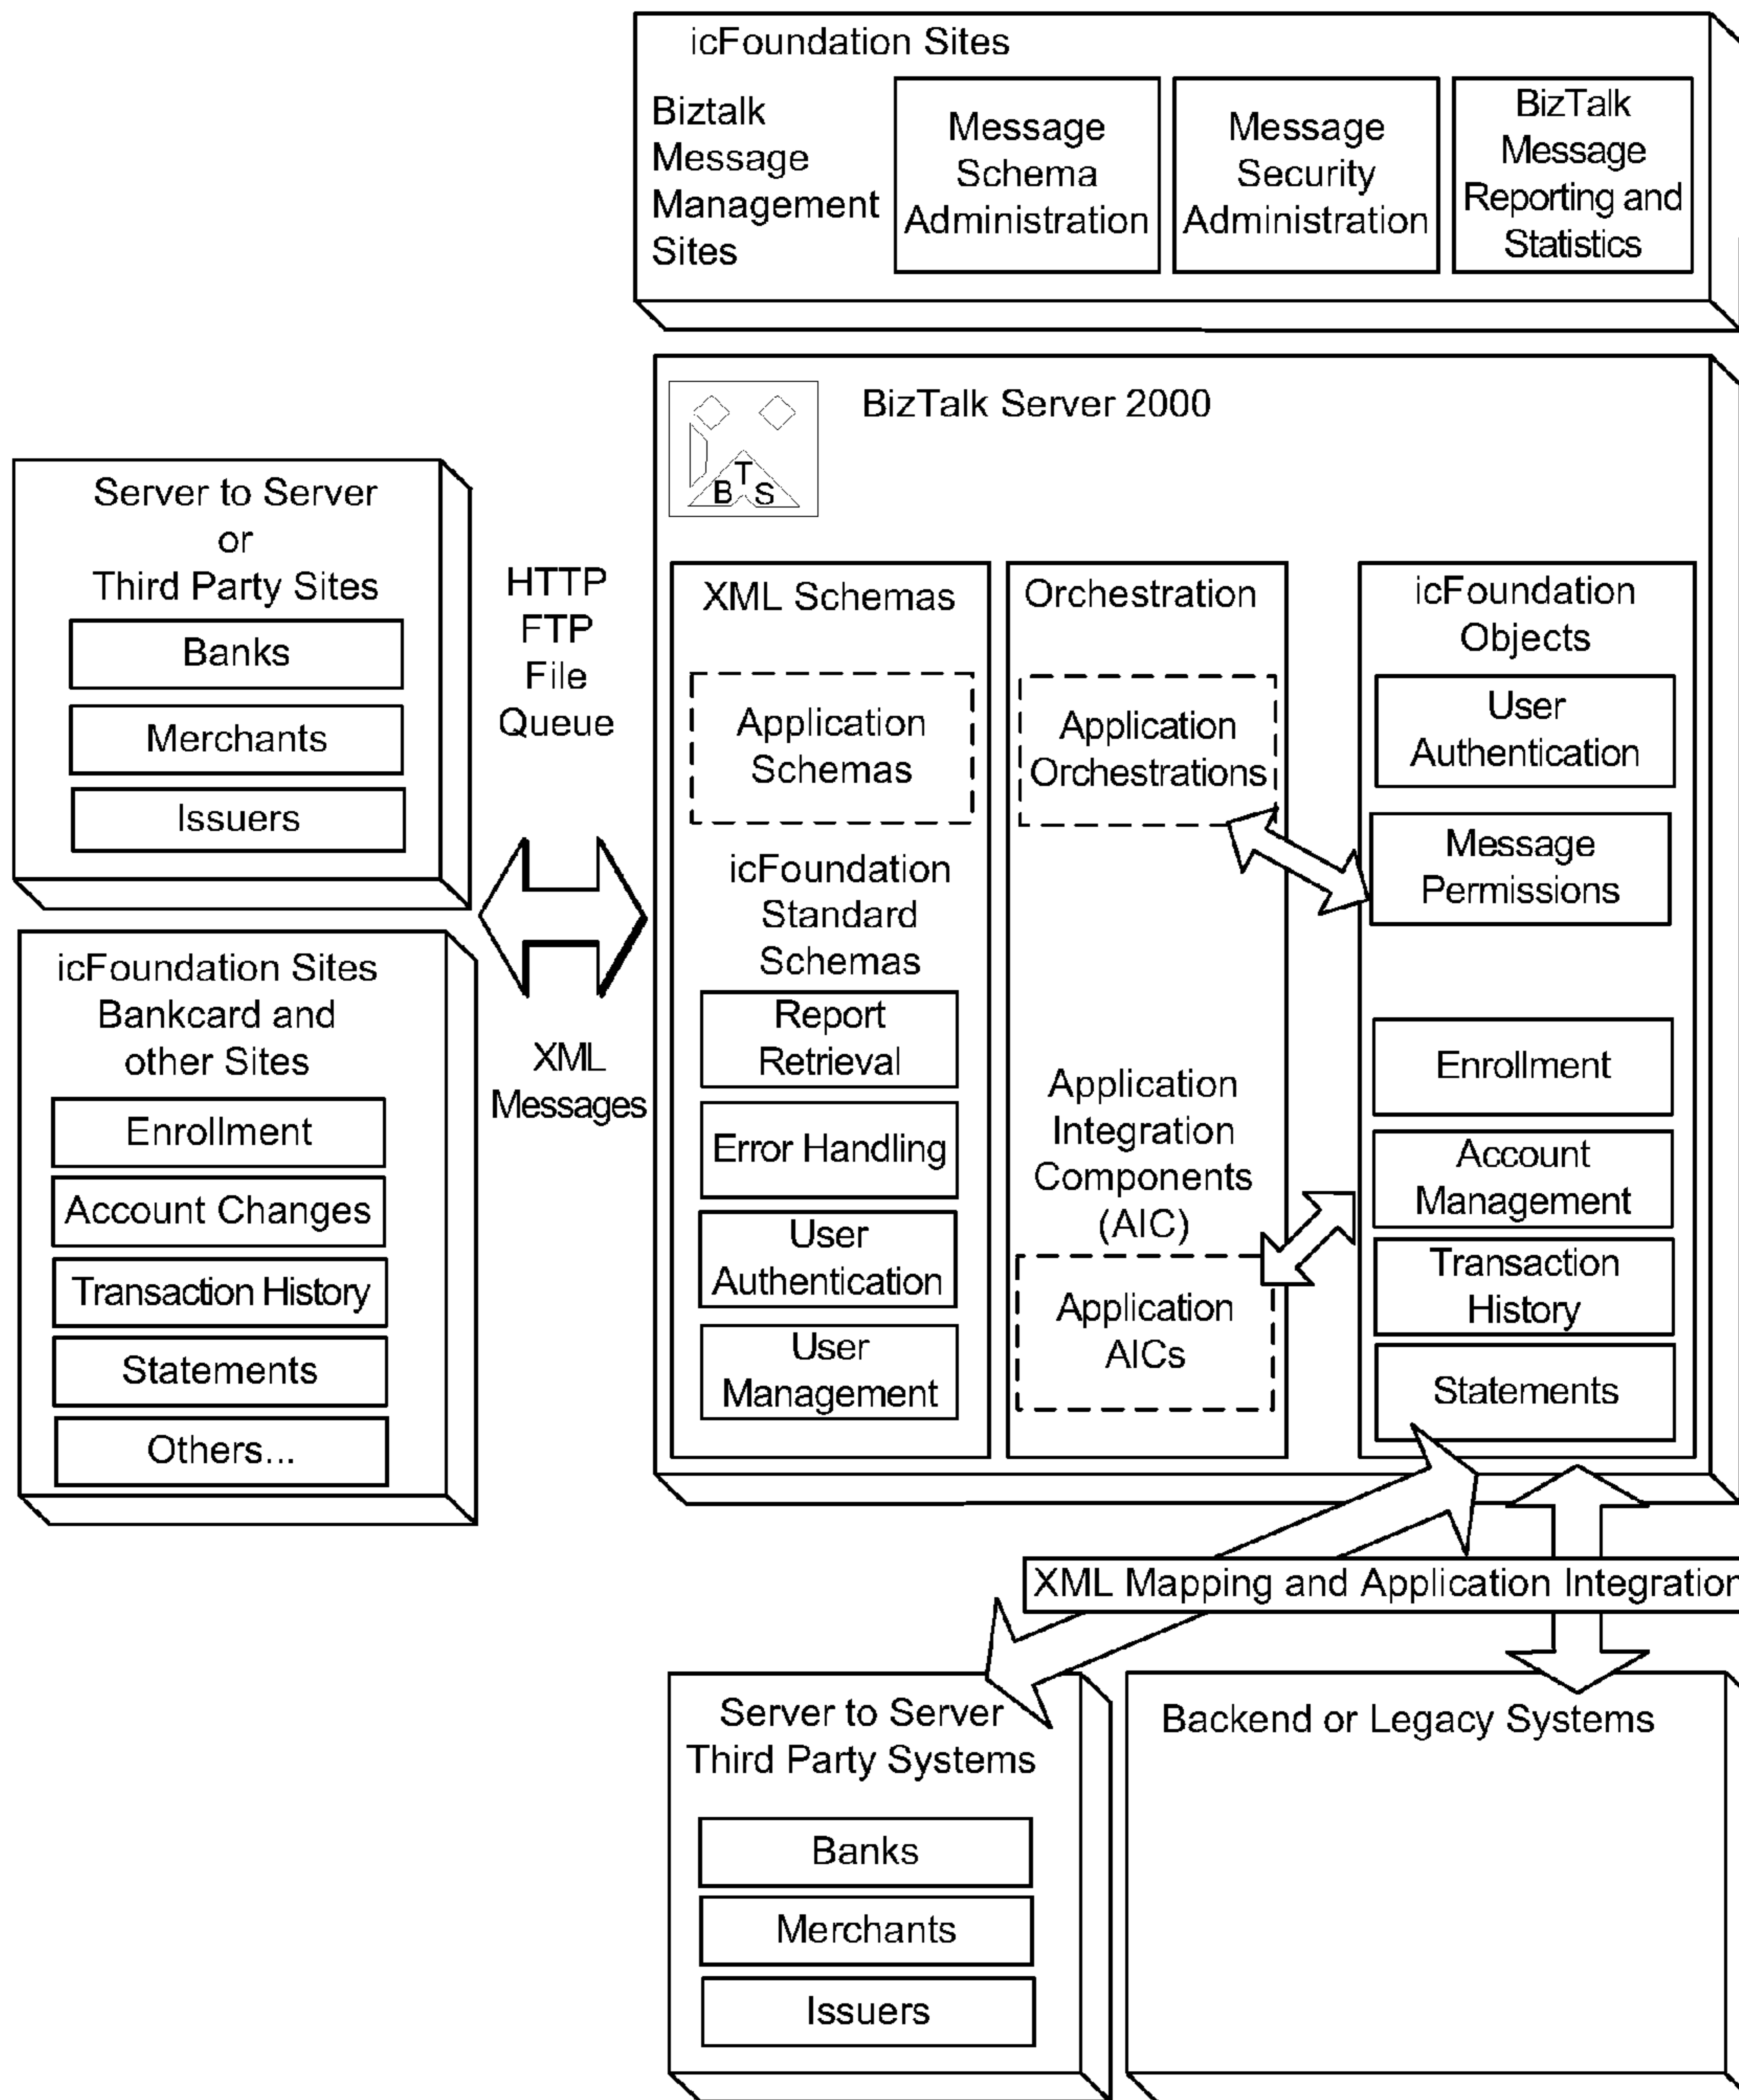 icFoundation Sites
Biztalk
Message
Management
Sites
Message
Schema
Administration
Message
Security
Administration
BizTalk
Message
Reporting and
Statistics
BizTalk Server 2000
T
B S
Server to Server
or
Third Party Sites
Banks
Merchants
Issuers
icFoundation Sites
Bankcard and
other Sites
Enrollment
Account Changes
Transaction History
Statements
Others...
HTTP
FTP
File
Queue
XML
Messages
XML Schemas
Application
Schemas
icFoundation
Standard
Schemas
Report
Retrieval
Error Handling
User
Authentication
User
Management
Orchestration
Application
Orchestrations
Application
Integration
Components
(AIC)
Application
AICs
icFoundation
Objects
User
Authentication
Message
Permissions
Enrollment
Account
Management
Transaction
History
Statements
XML Mapping and Application Integration
Server to Server
Third Party Systems
Banks
Merchants
Issuers
Backend or Legacy Systems